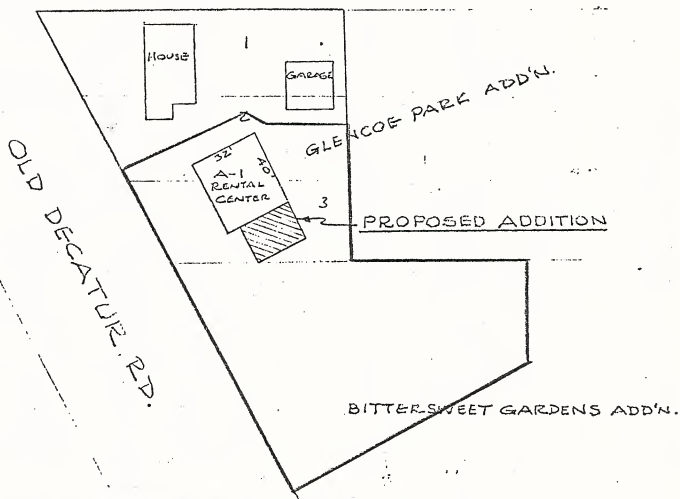 HOUSE
1
GARAGE
2
GLENCOE PARK ADD'N.
32'
40'
A-1
RENTAL
CENTER
3
PROPOSED ADDITION
OLD DECATUR. RD.
BITTERSWEET GARDENS ADD'N.